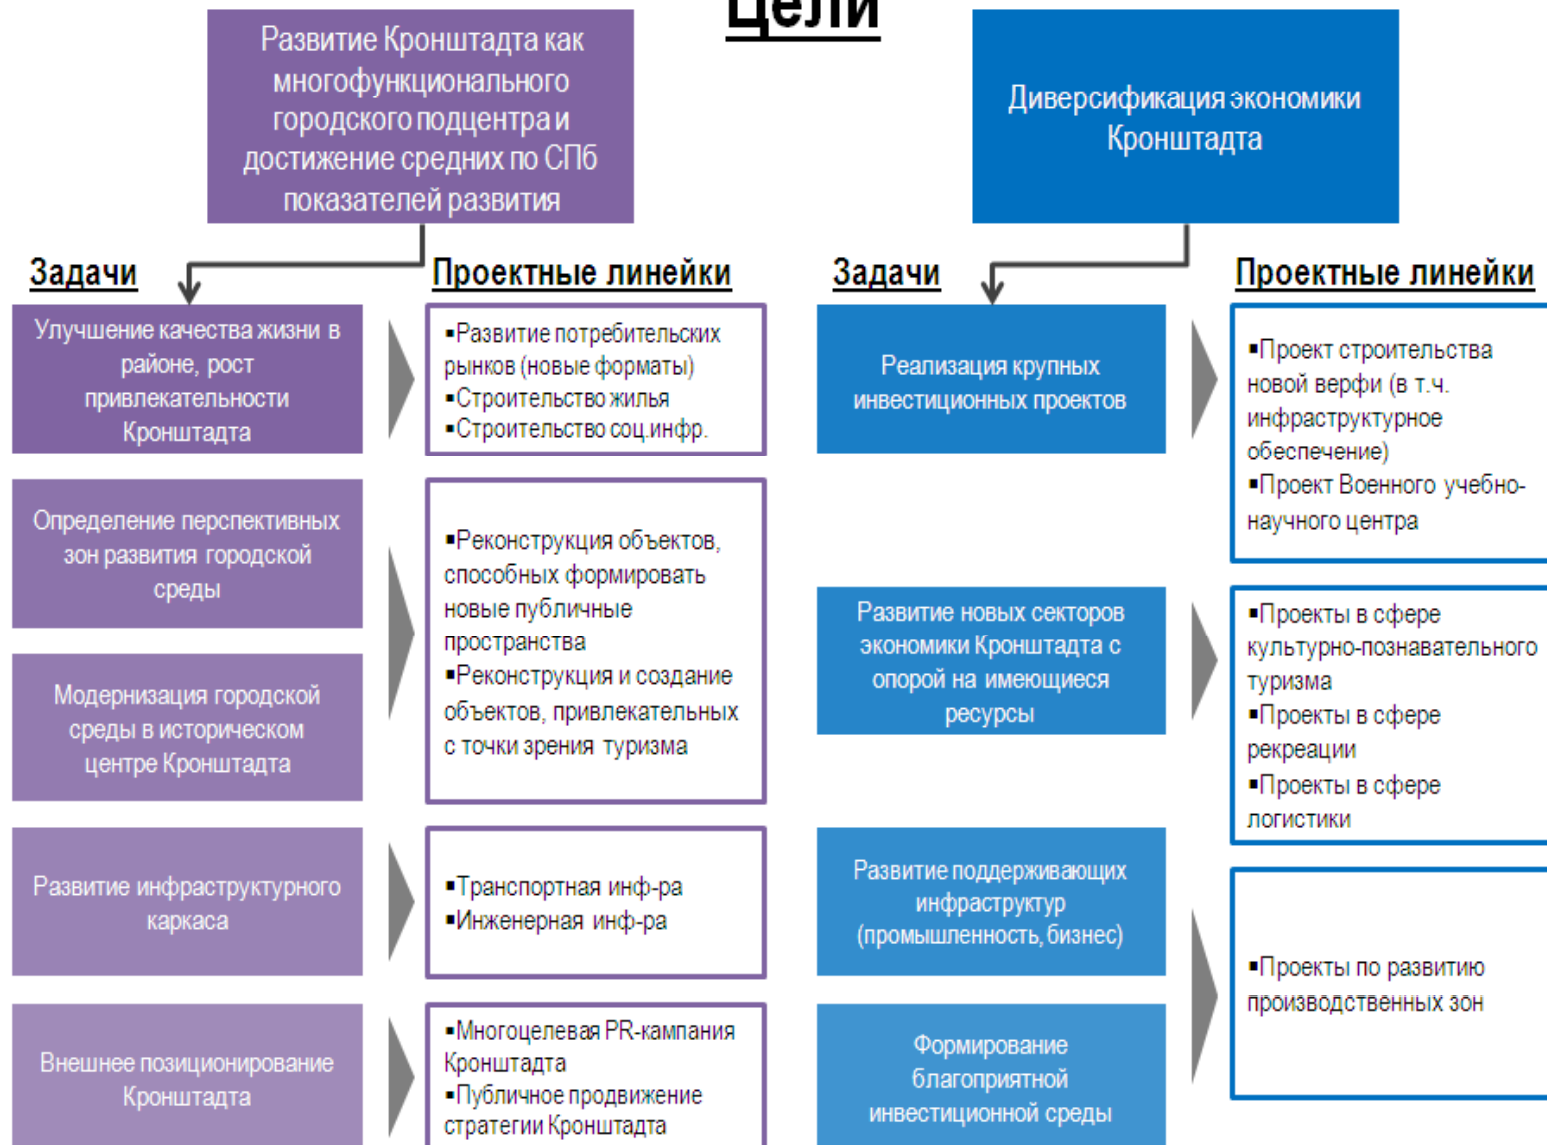 Цели
Развитие Кронштадта как
многофункционального
городского подцентра и
достижение средних по СПб
показателей развития
Задачи
Проектные линейки
Улучшение качества жизни в
районе, рост
привлекательности
Кронштадта
▪Развитие потребительских
рынков (новые форматы)
▪Строительство жилья
▪Строительство соц.инфр.
Определение перспективных
зон развития городской
среды
Модернизация городской
среды в историческом
центре Кронштадта
▪Реконструкция объектов,
способных формировать
новые публичные
пространства
▪Реконструкция и создание
объектов, привлекательных
с точки зрения туризма
Развитие инфраструктурного
каркаса
▪Транспортная инф-ра
▪Инженерная инф-ра
Внешнее позиционирование
Кронштадта
▪Многоцелевая PR-кампания
Кронштадта
▪Публичное продвижение
стратегии Кронштадта
Диверсификация экономики
Кронштадта
Задачи
Проектные линейки
Реализация крупных
инвестиционных проектов
▪Проект строительства
новой верфи (в т.ч.
инфраструктурное
обеспечение)
▪Проект Военного учебно-
научного центра
Развитие новых секторов
экономики Кронштадта с
опорой на имеющиеся
ресурсы
▪Проекты в сфере
культурно-познавательного
туризма
▪Проекты в сфере
рекреации
▪Проекты в сфере
логистики
Развитие поддерживающих
инфраструктур
(промышленность, бизнес)
Формирование
благоприятной
инвестиционной среды
▪Проекты по развитию
производственных зон